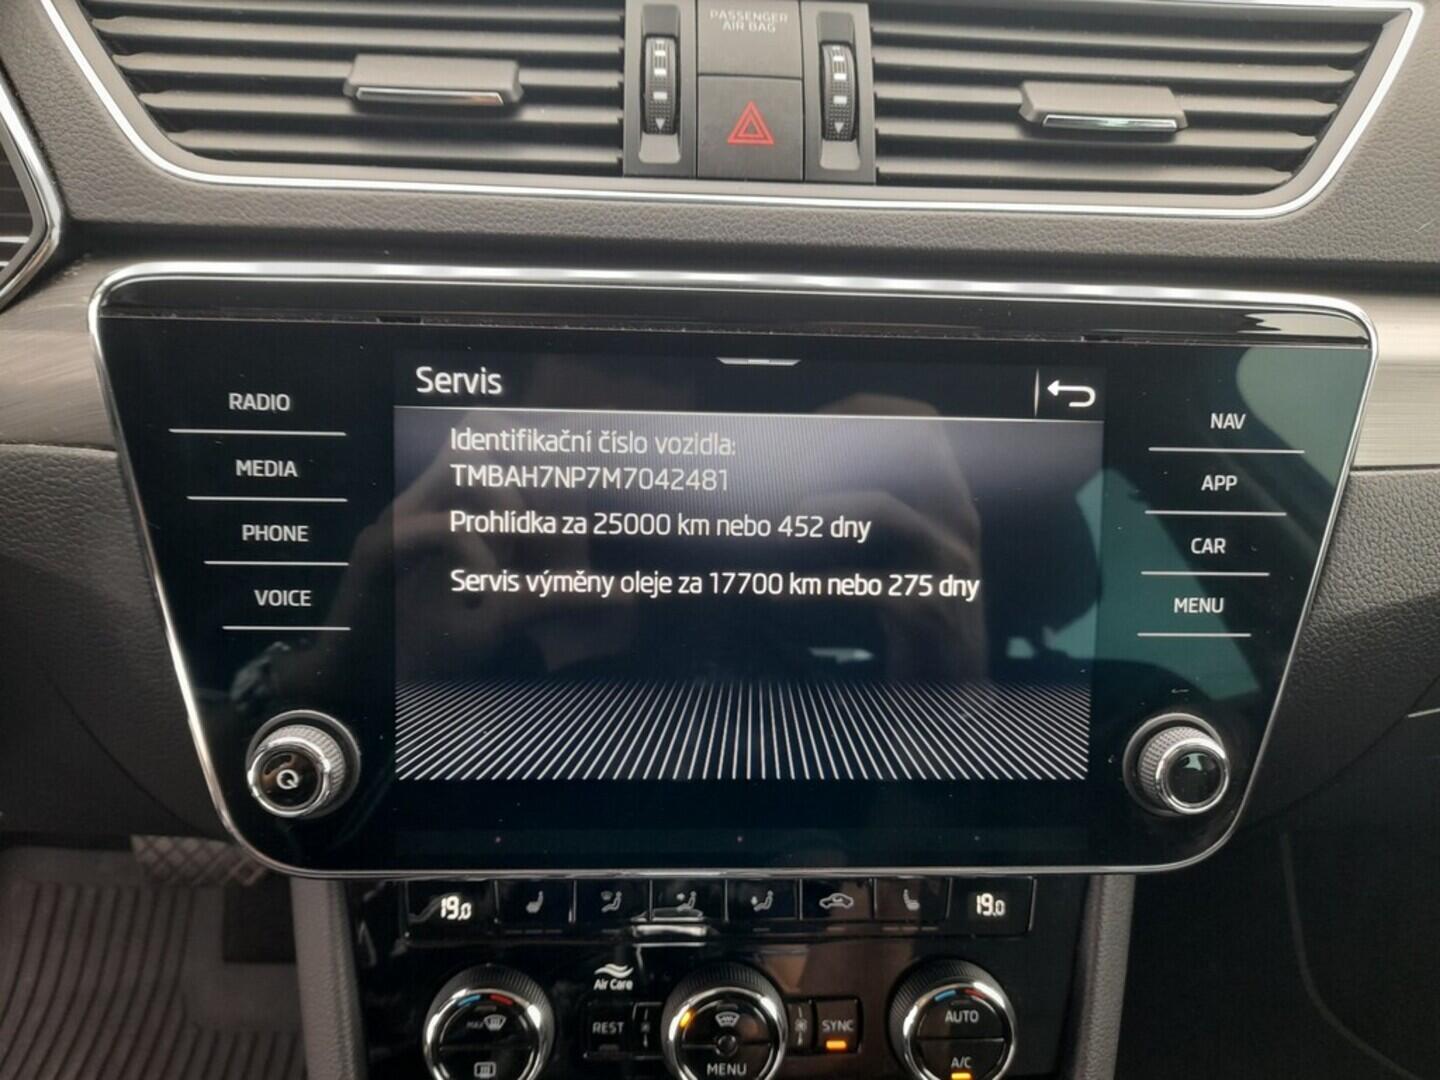 PASSENGER
AIR BAG
Servis
RADIO
MEDIA
PHONE
VOICE
Identifikační číslo vozidla:
TMBAH7NP7M7042481
Prohlídka za 25000 km nebo 452 dny
Servis výměny oleje za 17700 km nebo 275 dny
NAV
APP
CAR
MENU
19.0
19.0
Air Care
MAX
REST
MENU
SYNC
AUTO
A/C